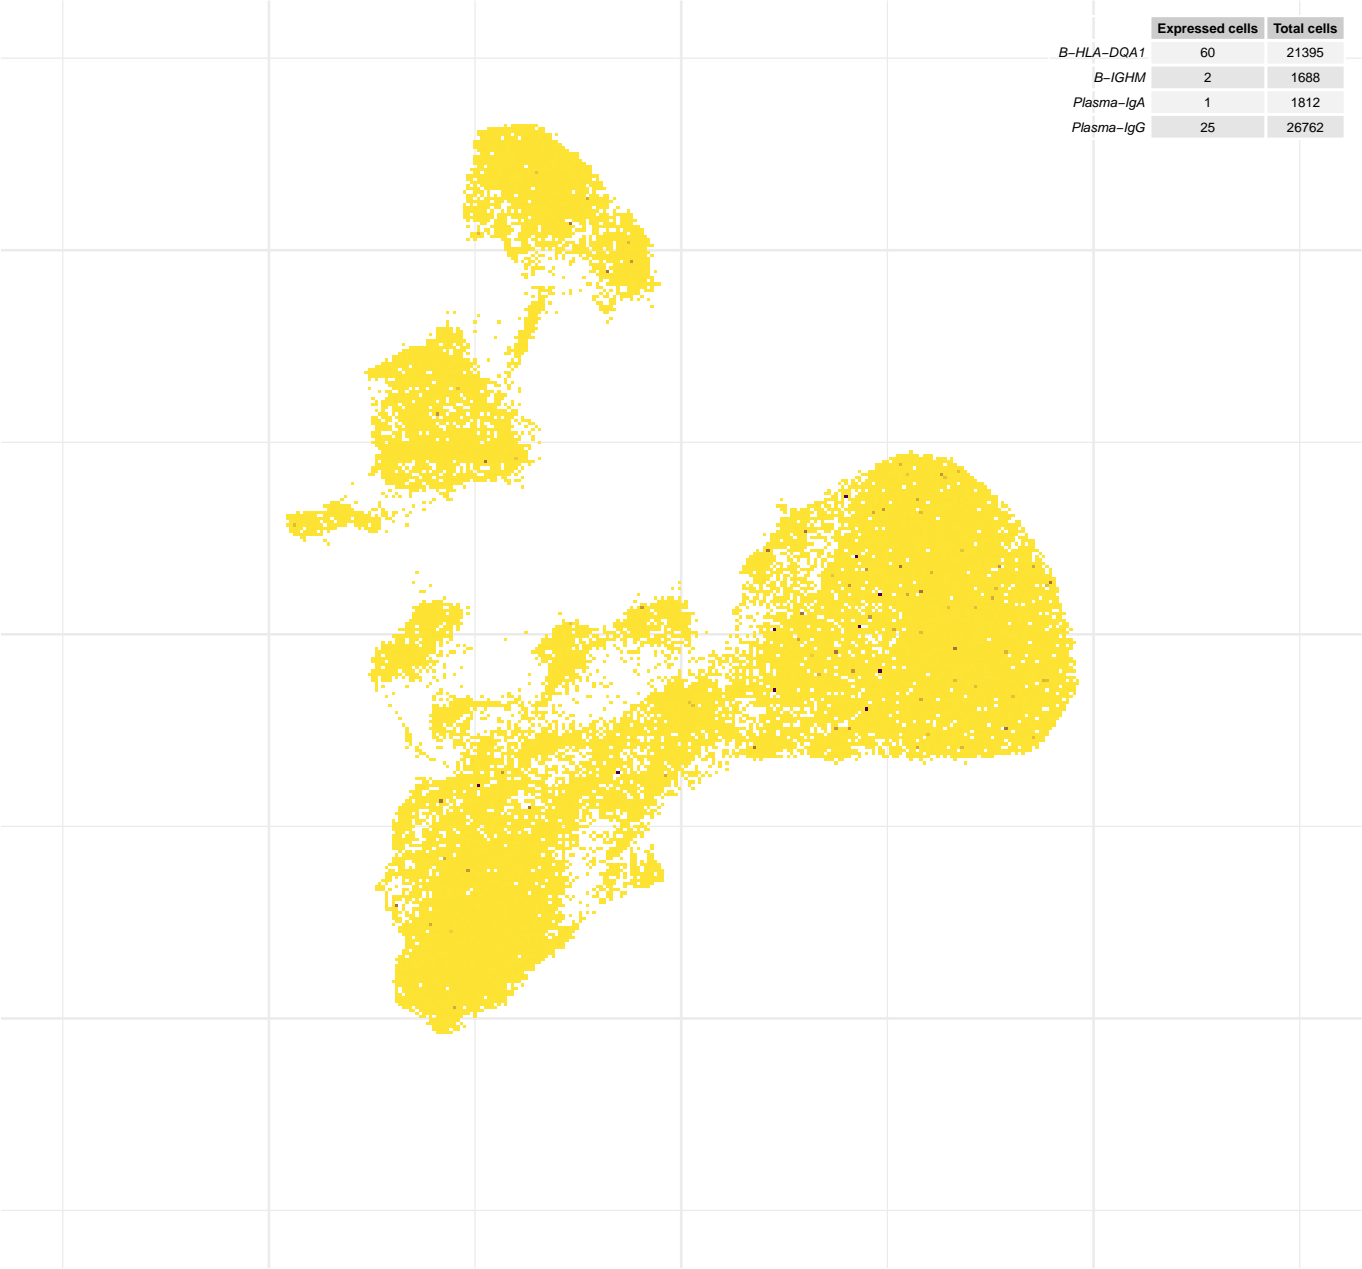 Expressed cells Total cells
B−HLA−DQA1 60 21395
B−IGHM 2 1688
Plasma−IgA 1 1812
Plasma−IgG 25 26762